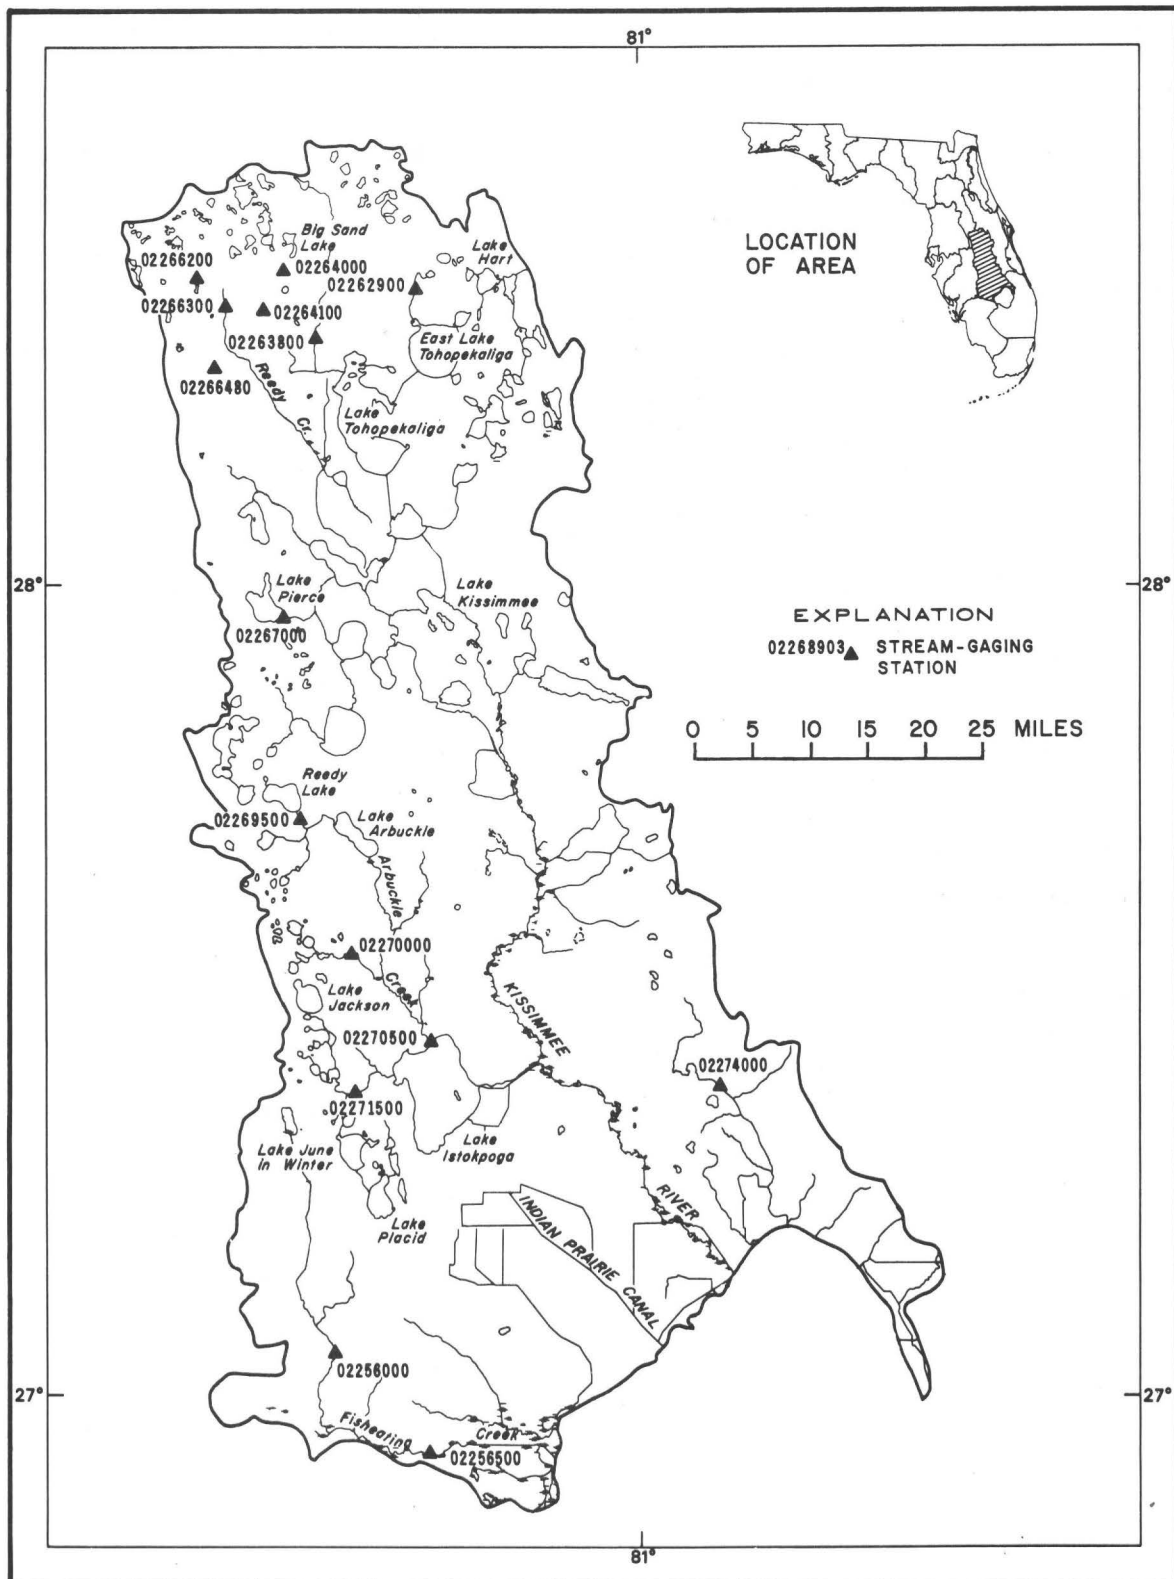 81°
Big Sand
Lake
Lake
Hart
02266200
02264000
02262900
02266300
02264100
02263800
East Lake
Tohopekaliga
02266480
Reedy
Cr.
Lake
Tohopekaliga
LOCATION
OF AREA
28°
28°
Lake
Pierce
Lake
Kissimmee
02267000
EXPLANATION
02268903 STREAM-GAGING
STATION
0 5 10 15 20 25 MILES
Reedy
Lake
02269500
Lake
Arbuckle
Arbuckle
Creek
02270000
Lake
Jackson
02270500
KISSIMMEE
RIVER
02274000
02271500
Lake June
in Winter
Lake
Istokpoga
Lake
Placid
INDIAN PRAIRIE CANAL
02256000
27°
27°
Fisheating
Creek
02256500
81°